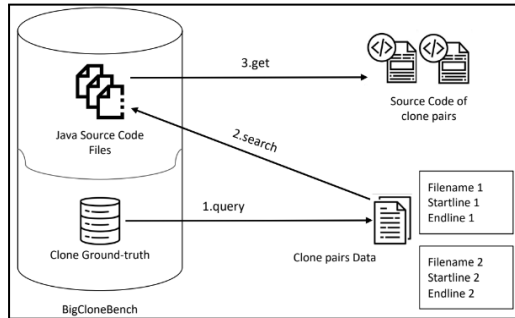 3.get
Java Source Code
Files
Source Code of
clone pairs
2.search
Filename 1
Startline 1
Endline 1
1.query
Clone Ground-truth
Clone pairs Data
Filename 2
Startline 2
Endline 2
BigCloneBench